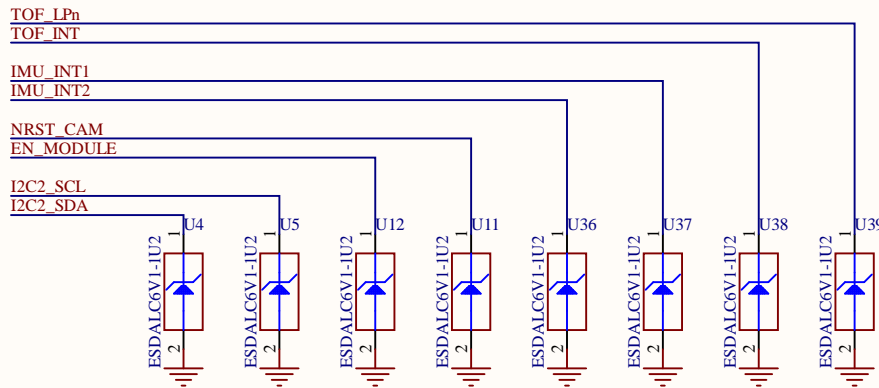 TOF_LPn
TOF_INT
IMU_INT1
IMU_INT2
NRST_CAM
EN_MODULE
I2C2_SCL
I2C2_SDA
U4 U5 U12 U11 U36 U37 U38 U39
1 1 1 1 1 1 1 1
ESDALC6V1-1U2 ESDALC6V1-1U2 ESDALC6V1-1U2 ESDALC6V1-1U2 ESDALC6V1-1U2 ESDALC6V1-1U2 ESDALC6V1-1U2 ESDALC6V1-1U2
2 2 2 2 2 2 2 2